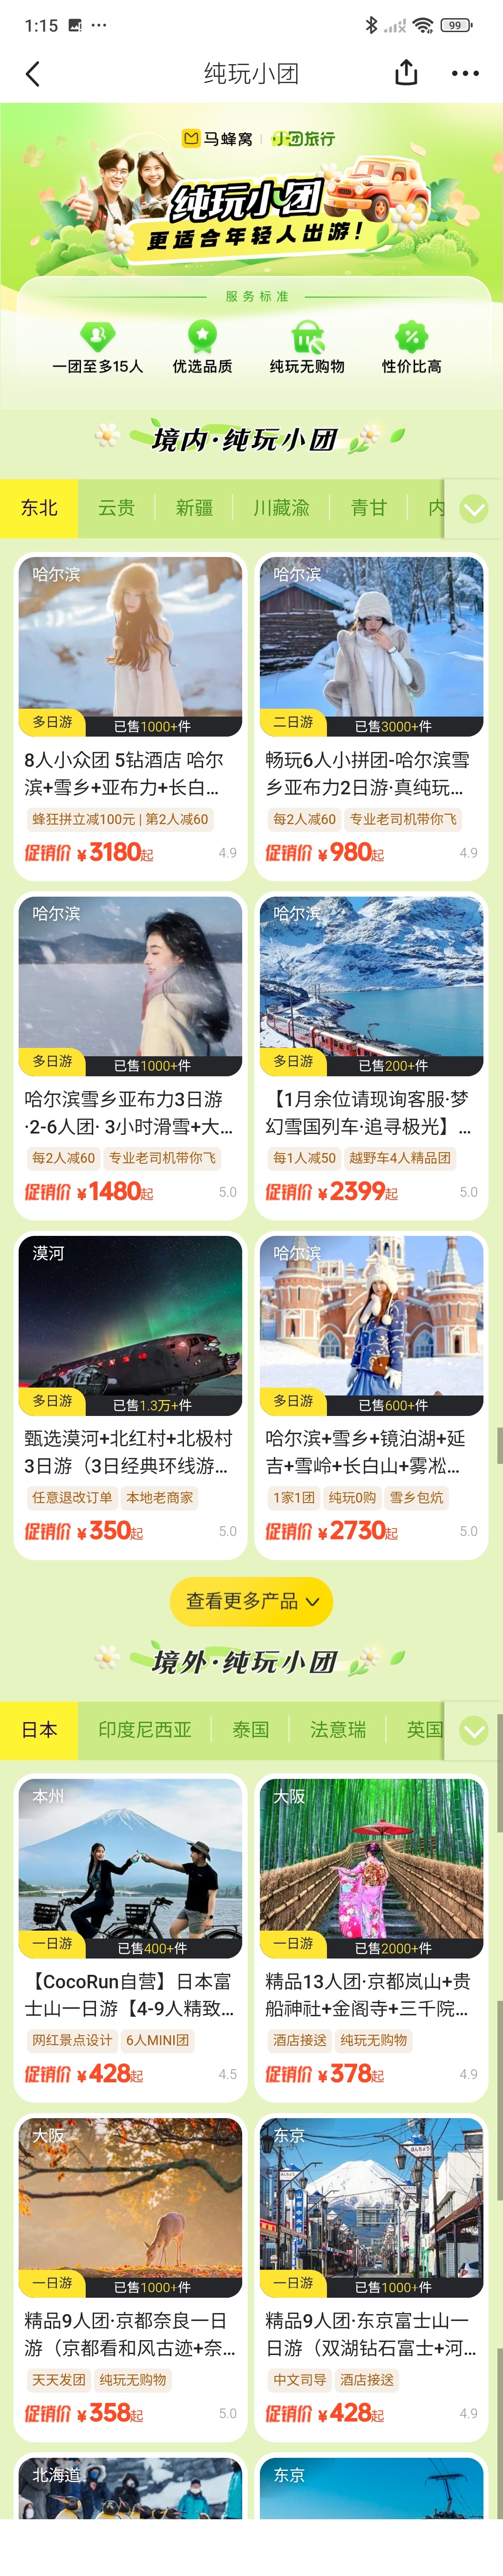 1:15
99
纯玩小团
马蜂窝 | 小团旅行
纯玩小团
更适合年轻人出游!
服务标准
一团至多15人 优选品质 纯玩无购物 性价比高
境内·纯玩小团
东北 云贵 新疆 川藏渝 青甘 内
哈尔滨
多日游 已售1000+件
8人小众团 5钻酒店 哈尔
滨+雪乡+亚布力+长白...
蜂狂拼立减100元 | 第2人减60
促销价 ¥3180起 4.9
哈尔滨
二日游 已售3000+件
畅玩6人小拼团-哈尔滨雪
乡亚布力2日游·真纯玩...
每2人减60 专业老司机带你飞
促销价 ¥980起 4.9
哈尔滨
多日游 已售1000+件
哈尔滨雪乡亚布力3日游
·2-6人团· 3小时滑雪+大...
每2人减60 专业老司机带你飞
促销价 ¥1480起 5.0
哈尔滨
多日游 已售200+件
【1月余位请现询客服·梦
幻雪国列车·追寻极光】...
每1人减50 越野车4人精品团
促销价 ¥2399起 5.0
漠河
多日游 已售1.3万+件
甄选漠河+北红村+北极村
3日游（3日经典环线游...
任意退改订单 本地老商家
促销价 ¥350起 5.0
哈尔滨
多日游 已售600+件
哈尔滨+雪乡+镜泊湖+延
吉+雪岭+长白山+雾凇...
1家1团 纯玩0购 雪乡包炕
促销价 ¥2730起 5.0
查看更多产品
境外·纯玩小团
日本 印度尼西亚 泰国 法意瑞 英国
本州
一日游 已售400+件
【CocoRun自营】日本富
士山一日游【4-9人精致...
网红景点设计 6人MINI团
促销价 ¥428起 4.5
大阪
一日游 已售2000+件
精品13人团·京都岚山+贵
船神社+金阁寺+三千院...
酒店接送 纯玩无购物
促销价 ¥378起 4.9
大阪
一日游 已售1000+件
精品9人团·京都奈良一日
游（京都看和风古迹+奈...
天天发团 纯玩无购物
促销价 ¥358起 5.0
东京
一日游 已售1000+件
精品9人团·东京富士山一
日游（双湖钻石富士+河...
中文司导 酒店接送
促销价 ¥428起 4.9
北海道
东京